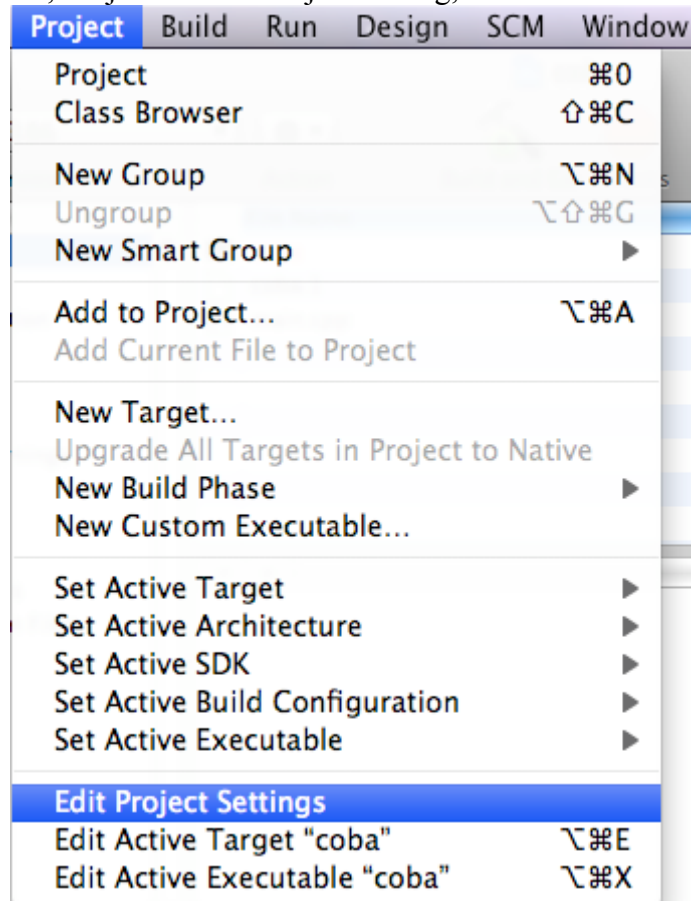 Project Build Run Design SCM Window
Project ⌘0
Class Browser ⇧⌘C
New Group ⌥⌘N
Ungroup ⌥⇧⌘G
New Smart Group ▶
Add to Project... ⌥⌘A
Add Current File to Project
New Target...
Upgrade All Targets in Project to Native
New Build Phase ▶
New Custom Executable...
Set Active Target ▶
Set Active Architecture ▶
Set Active SDK ▶
Set Active Build Configuration ▶
Set Active Executable ▶
Edit Project Settings
Edit Active Target “coba” ⌥⌘E
Edit Active Executable “coba” ⌥⌘X